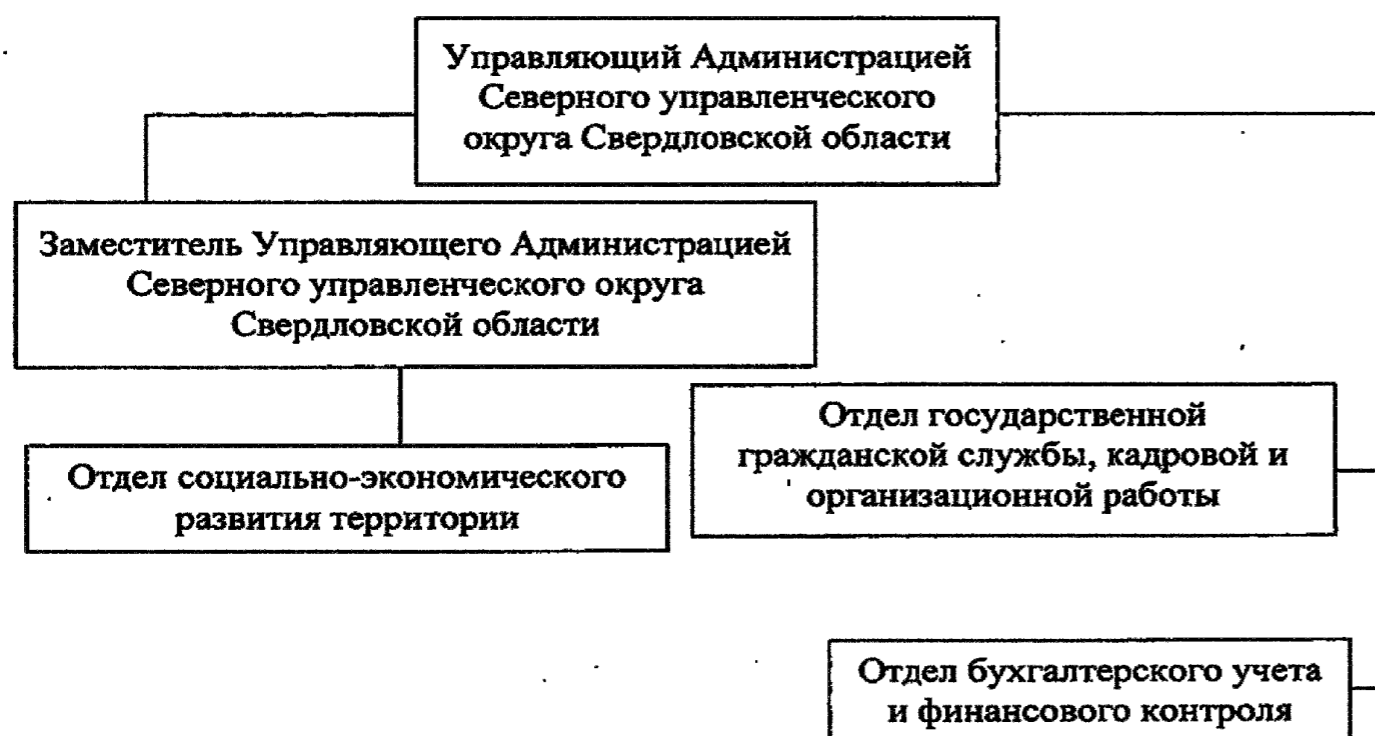 Управляющий Администрацией
Северного управленческого
округа Свердловской области
Заместитель Управляющего Администрацией
Северного управленческого округа
Свердловской области
Отдел социально-экономического
развития территории
Отдел государственной
гражданской службы, кадровой и
организационной работы
Отдел бухгалтерского учета
и финансового контроля